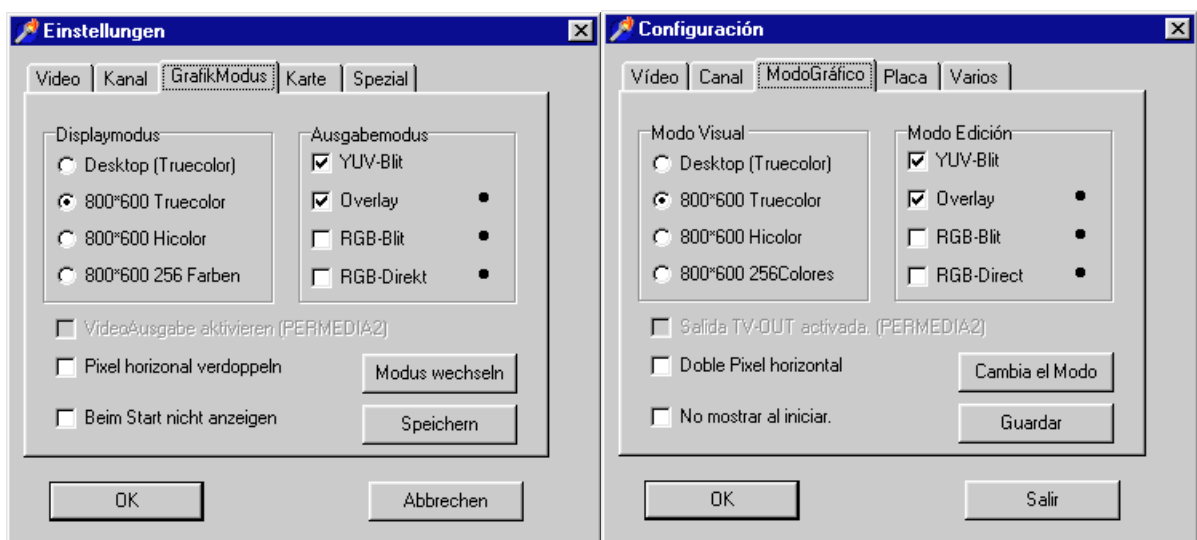 Einstellungen
Video Kanal GrafikModus Karte Spezial
Displaymodus
Desktop (Truecolor)
800*600 Truecolor
800*600 Hicolor
800*600 256 Farben
Ausgabemodus
YUV-Blit
Overlay
RGB-Blit
RGB-Direkt
VideoAusgabe aktivieren (PERMEDIA2)
Pixel horizonal verdoppeln
Modus wechseln
Beim Start nicht anzeigen
Speichern
OK
Abbrechen
Configuración
Vídeo Canal ModoGráfico Placa Varios
Modo Visual
Desktop (Truecolor)
800*600 Truecolor
800*600 Hicolor
800*600 256Colores
Modo Edición
YUV-Blit
Overlay
RGB-Blit
RGB-Direct
Salida TV-OUT activada. (PERMEDIA2)
Doble Pixel horizontal
Cambia el Modo
No mostrar al iniciar.
Guardar
OK
Salir